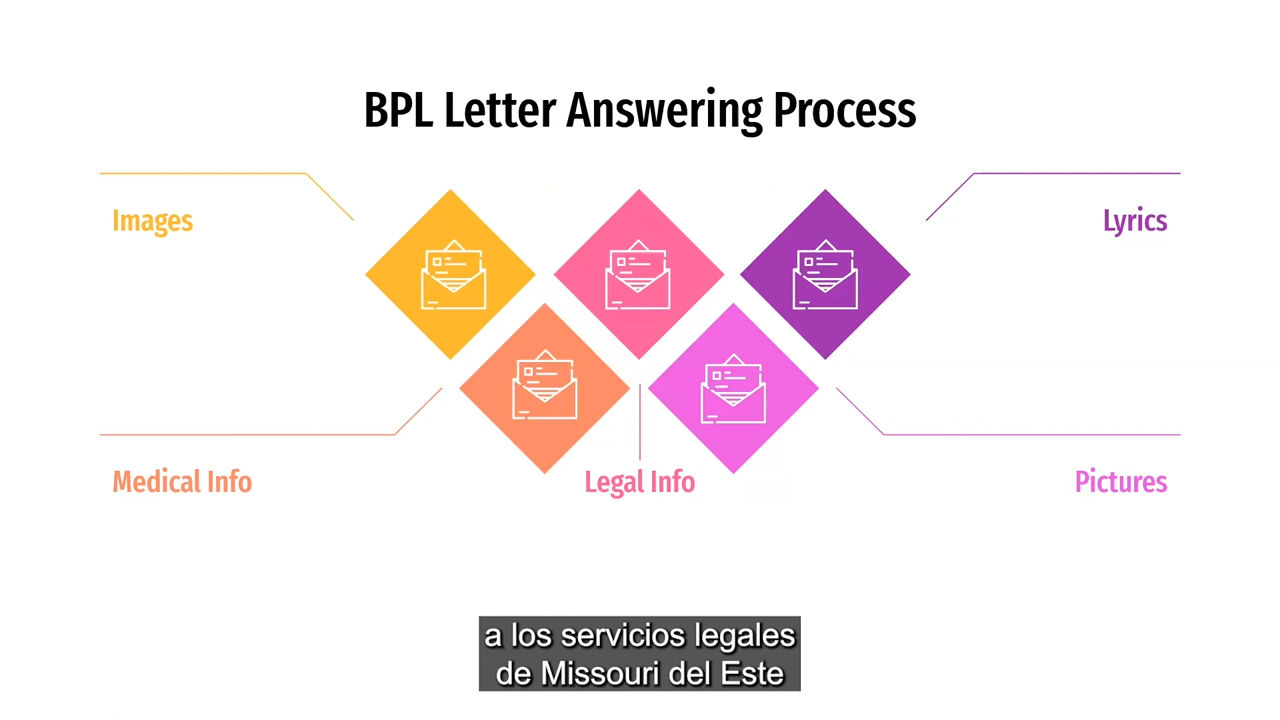 BPL Letter Answering Process
Images
Lyrics
Medical Info
Legal Info
Pictures
a los servicios legales
de Missouri del Este